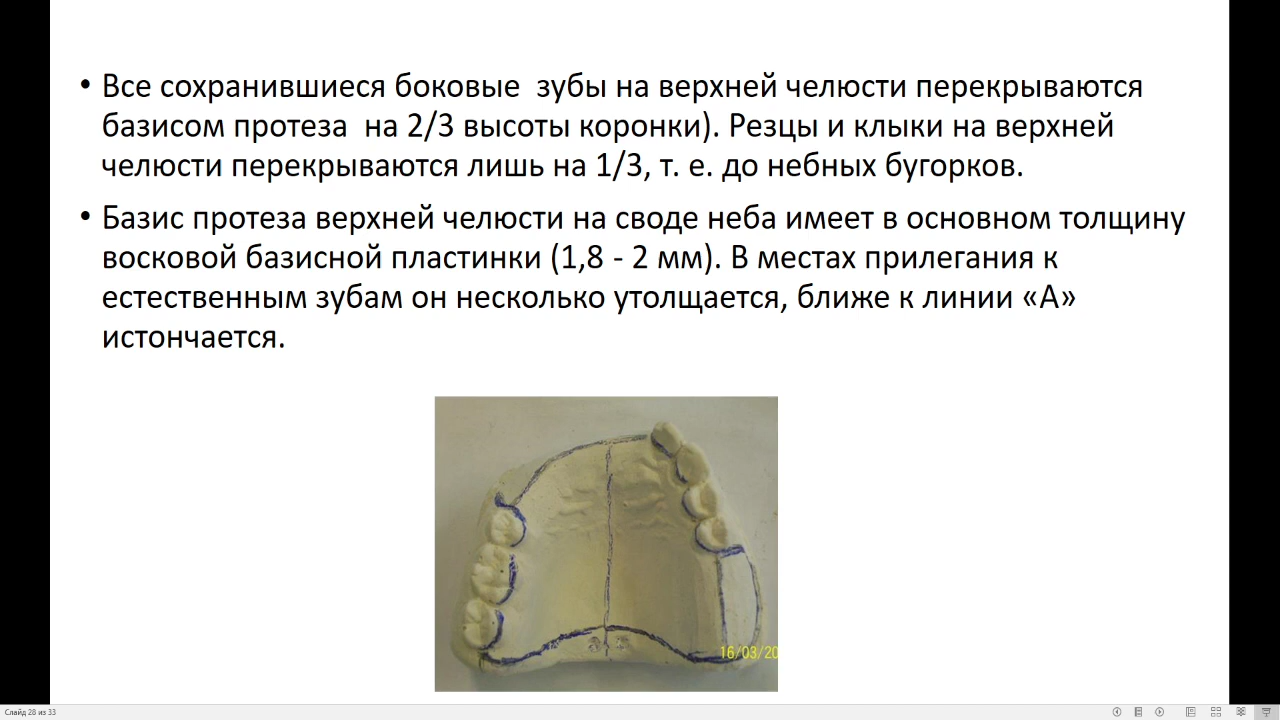 • Все сохранившиеся боковые  зубы на верхней челюсти перекрываются
базисом протеза  на 2/3 высоты коронки). Резцы и клыки на верхней
челюсти перекрываются лишь на 1/3, т. е. до небных бугорков.
• Базис протеза верхней челюсти на своде неба имеет в основном толщину
восковой базисной пластинки (1,8 - 2 мм). В местах прилегания к
естественным зубам он несколько утолщается, ближе к линии «А»
истончается.
16/03/20
Слайд 28 из 33